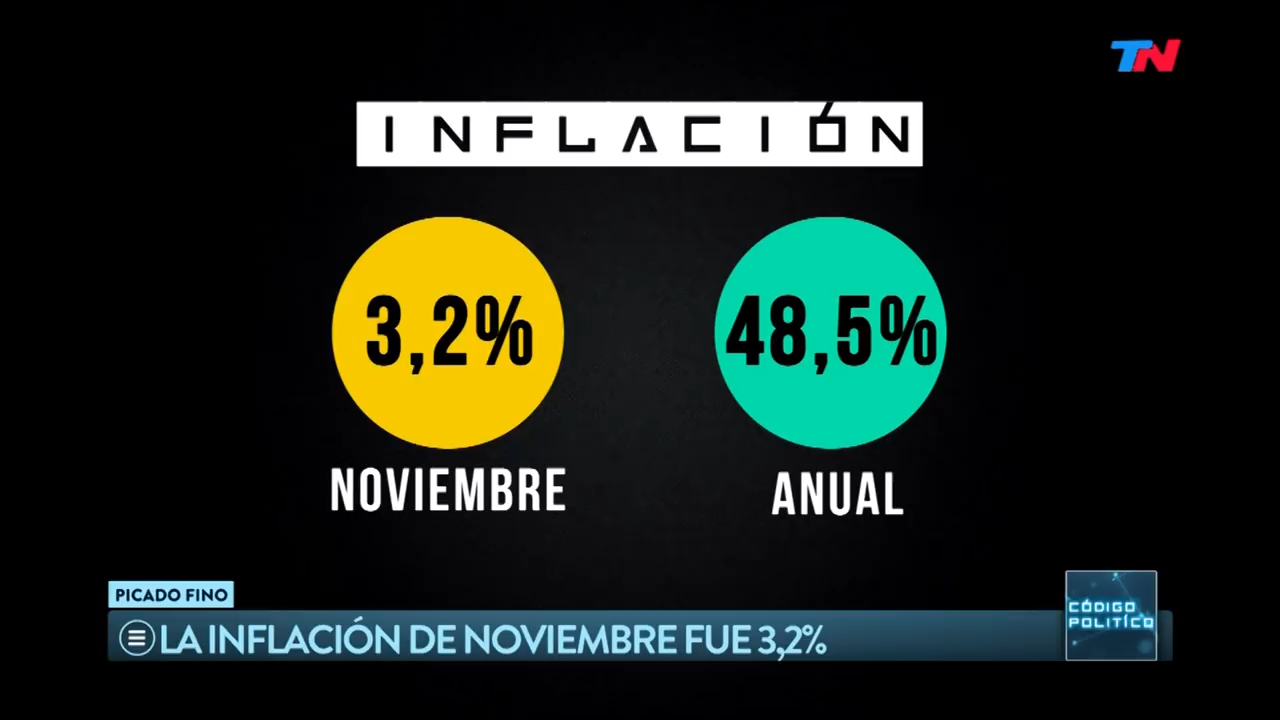 TN
INFLACIÓN
3,2%
48,5%
NOVIEMBRE
ANUAL
PICADO FINO
LA INFLACIÓN DE NOVIEMBRE FUE 3,2%
CÓDIGO
POLÍTICO